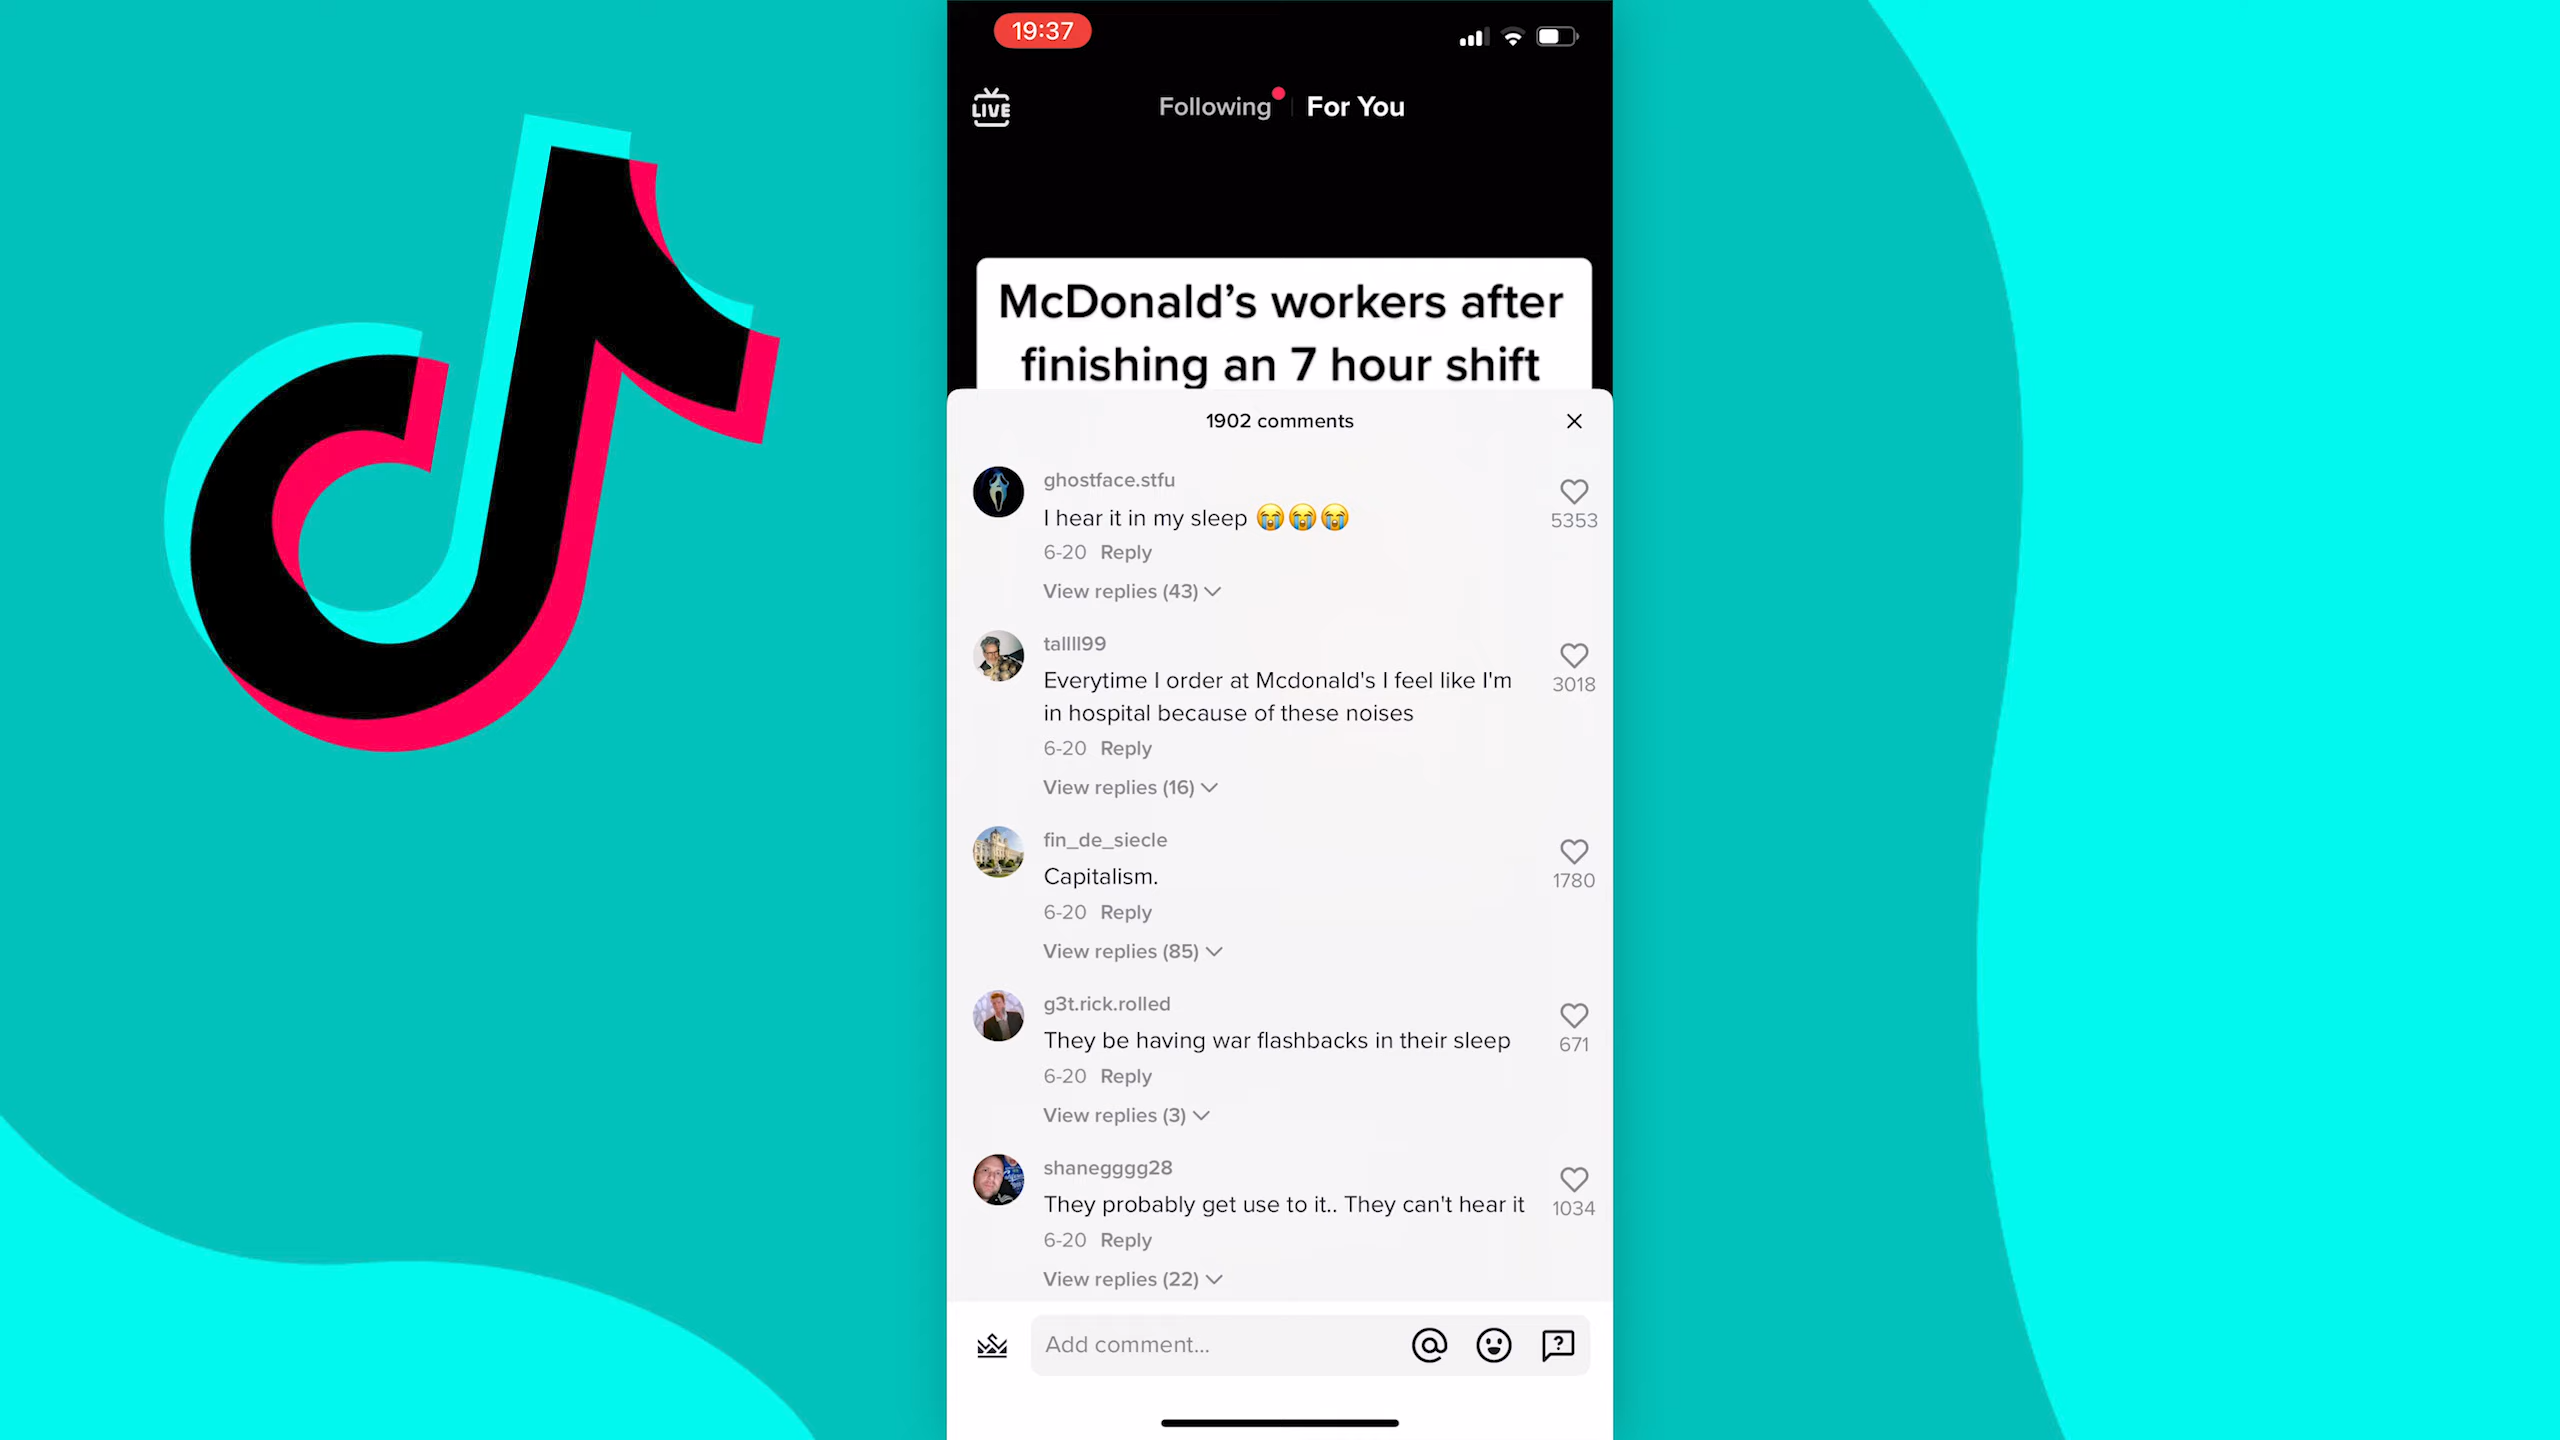 19:37
LIVE
Following
For You
McDonald’s workers after
finishing an 7 hour shift
1902 comments
ghostface.stfu
I hear it in my sleep 😭😭😭
5353
6-20 Reply
View replies (43)
tallll99
Everytime I order at Mcdonald's I feel like I'm
in hospital because of these noises
3018
6-20 Reply
View replies (16)
fin_de_siecle
Capitalism.
1780
6-20 Reply
View replies (85)
g3t.rick.rolled
They be having war flashbacks in their sleep
671
6-20 Reply
View replies (3)
shanegggg28
They probably get use to it.. They can't hear it
1034
6-20 Reply
View replies (22)
Add comment...